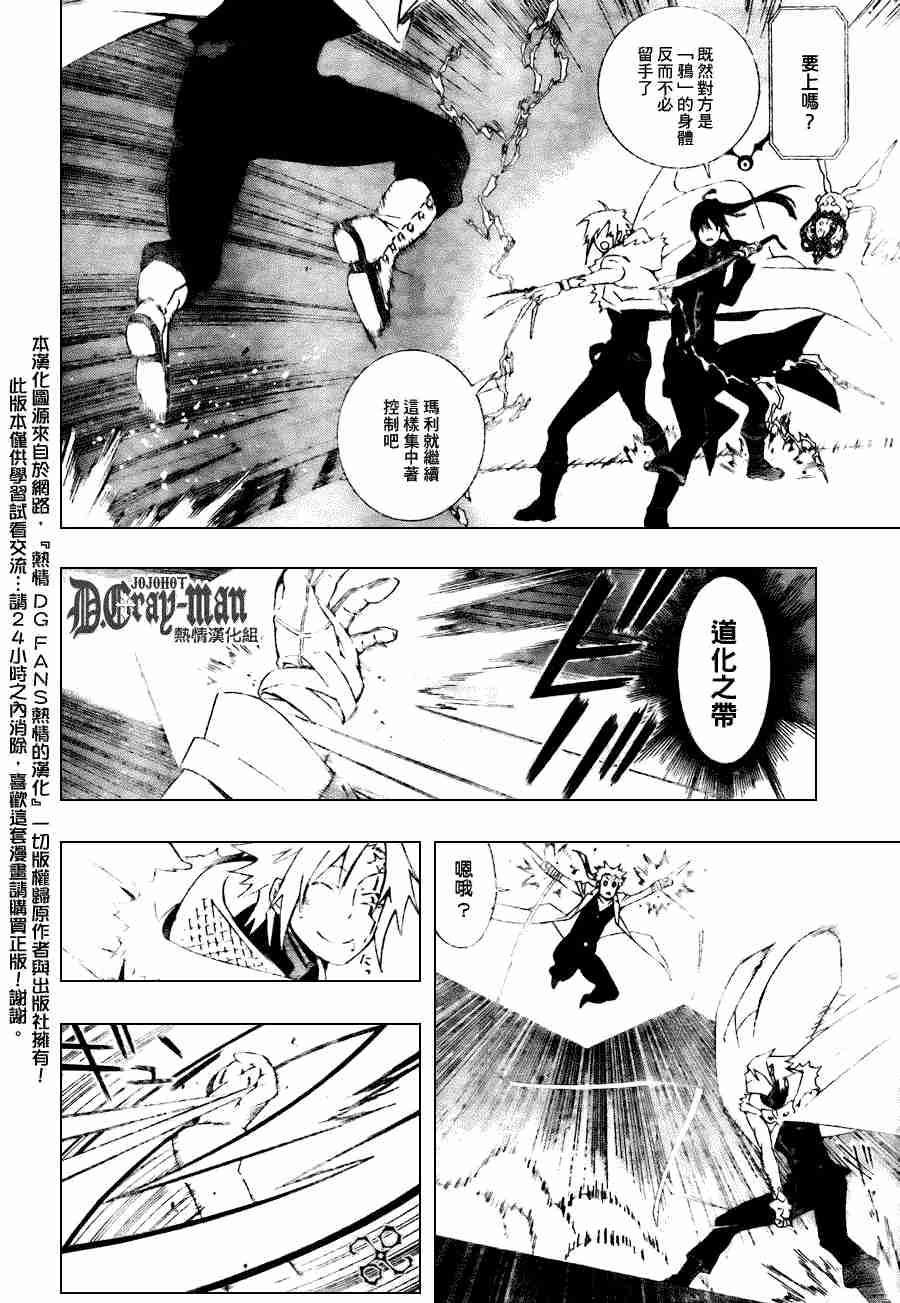 要上嗎？
既然對方是
「鴉」的身體
反而不必
留手了
瑪利就繼續
這樣集中著
控制吧
道化之帶
JOJOHOT
D.Gray-man
熱情漢化組
嗯哦？
にっ
本漢化圖源來自於網路，『熱情DG FANS熱情的漢化』一切版權歸原作者與出版社擁有！
此版本僅供學習試看交流…請24小時之內消除，喜歡這套漫畫請購買正版！謝謝。